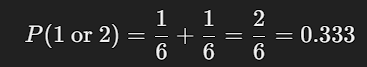 P(1 or 2) = 1/6 + 1/6 = 2/6 = 0.333